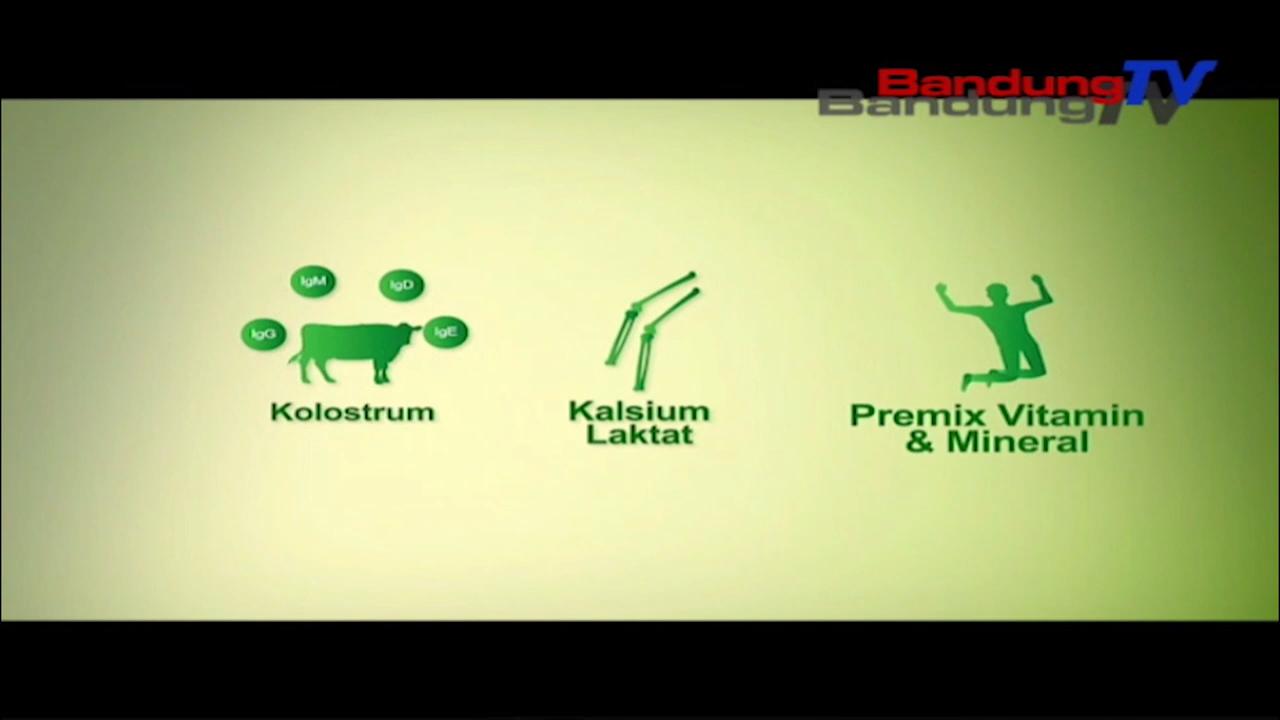 BandungTV
IgM
IgD
IgG
IgE
Kolostrum
Kalsium
Laktat
Premix Vitamin
& Mineral